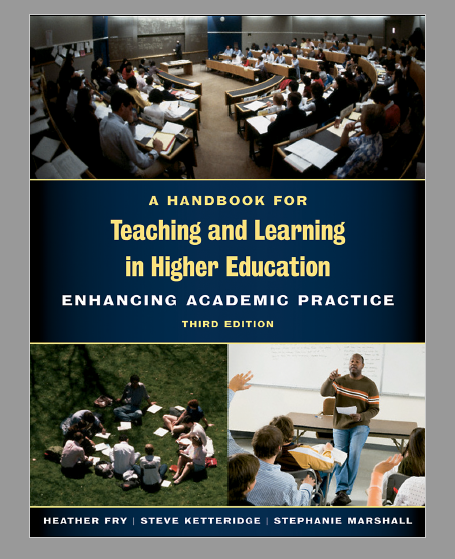 A HANDBOOK FOR
Teaching and Learning
in Higher Education
ENHANCING ACADEMIC PRACTICE
THIRD EDITION
HEATHER FRY | STEVE KETTERIDGE | STEPHANIE MARSHALL